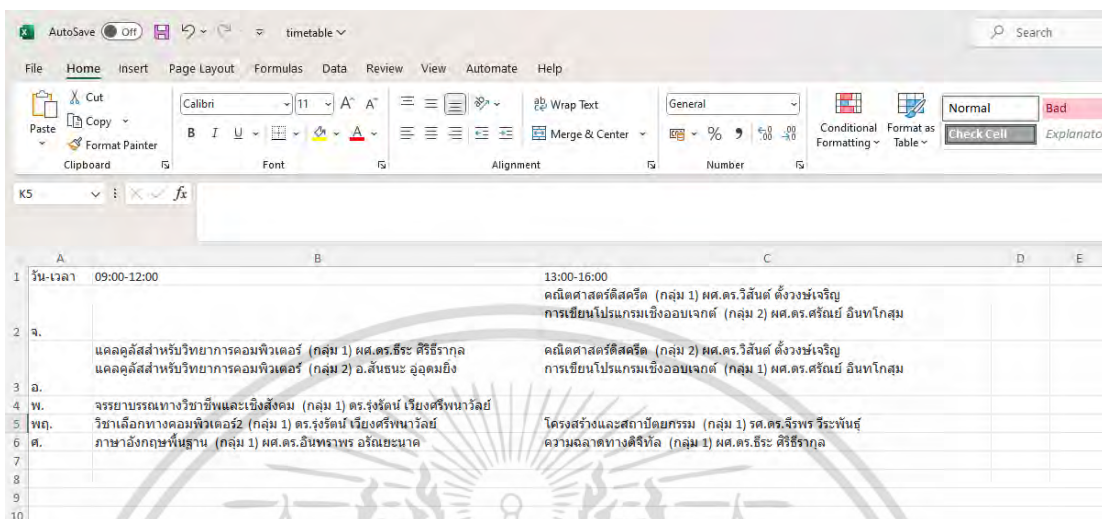 AutoSave Off timetable Search
File Home Insert Page Layout Formulas Data Review View Automate Help
Paste Cut Copy Format Painter Clipboard
Calibri 11 A^ Aˇ B I U A Font
Wrap Text Merge & Center Alignment
General % 9 Number
Conditional Formatting Format as Table
Normal Bad Check Cell Explanato
K5 fx
A B C D E
1 วัน-เวลา 09:00-12:00 13:00-16:00
คณิตศาสตร์ดิสครีต (กลุ่ม 1) ผศ.ดร.วิสันต์ ตั้งวงษ์เจริญ
การเขียนโปรแกรมเชิงออบเจกต์ (กลุ่ม 2) ผศ.ดร.ศรัณย์ อินทโกสุม
2 จ.
แคลคูลัสสำหรับวิทยาการคอมพิวเตอร์ (กลุ่ม 1) ผศ.ดร.ธีระ ศิริธีรากุล คณิตศาสตร์ดิสครีต (กลุ่ม 2) ผศ.ดร.วิสันต์ ตั้งวงษ์เจริญ
แคลคูลัสสำหรับวิทยาการคอมพิวเตอร์ (กลุ่ม 2) อ.สันธนะ อู่อุดมยิ่ง การเขียนโปรแกรมเชิงออบเจกต์ (กลุ่ม 1) ผศ.ดร.ศรัณย์ อินทโกสุม
3 อ.
4 พ. จรรยาบรรณทางวิชาชีพและเชิงสังคม (กลุ่ม 1) ดร.รุ่งรัตน์ เวียงศรีพนาวัลย์
5 พฤ. วิชาเลือกทางคอมพิวเตอร์2 (กลุ่ม 1) ดร.รุ่งรัตน์ เวียงศรีพนาวัลย์ โครงสร้างและสถาปัตยกรรม (กลุ่ม 1) รศ.ดร.จีรพร วีระพันธุ์
6 ศ. ภาษาอังกฤษพื้นฐาน (กลุ่ม 1) ผศ.ดร.อินทราพร อรัณยะนาค ความฉลาดทางดิจิทัล (กลุ่ม 1) ผศ.ดร.ธีระ ศิริธีรากุล
7
8
9
10